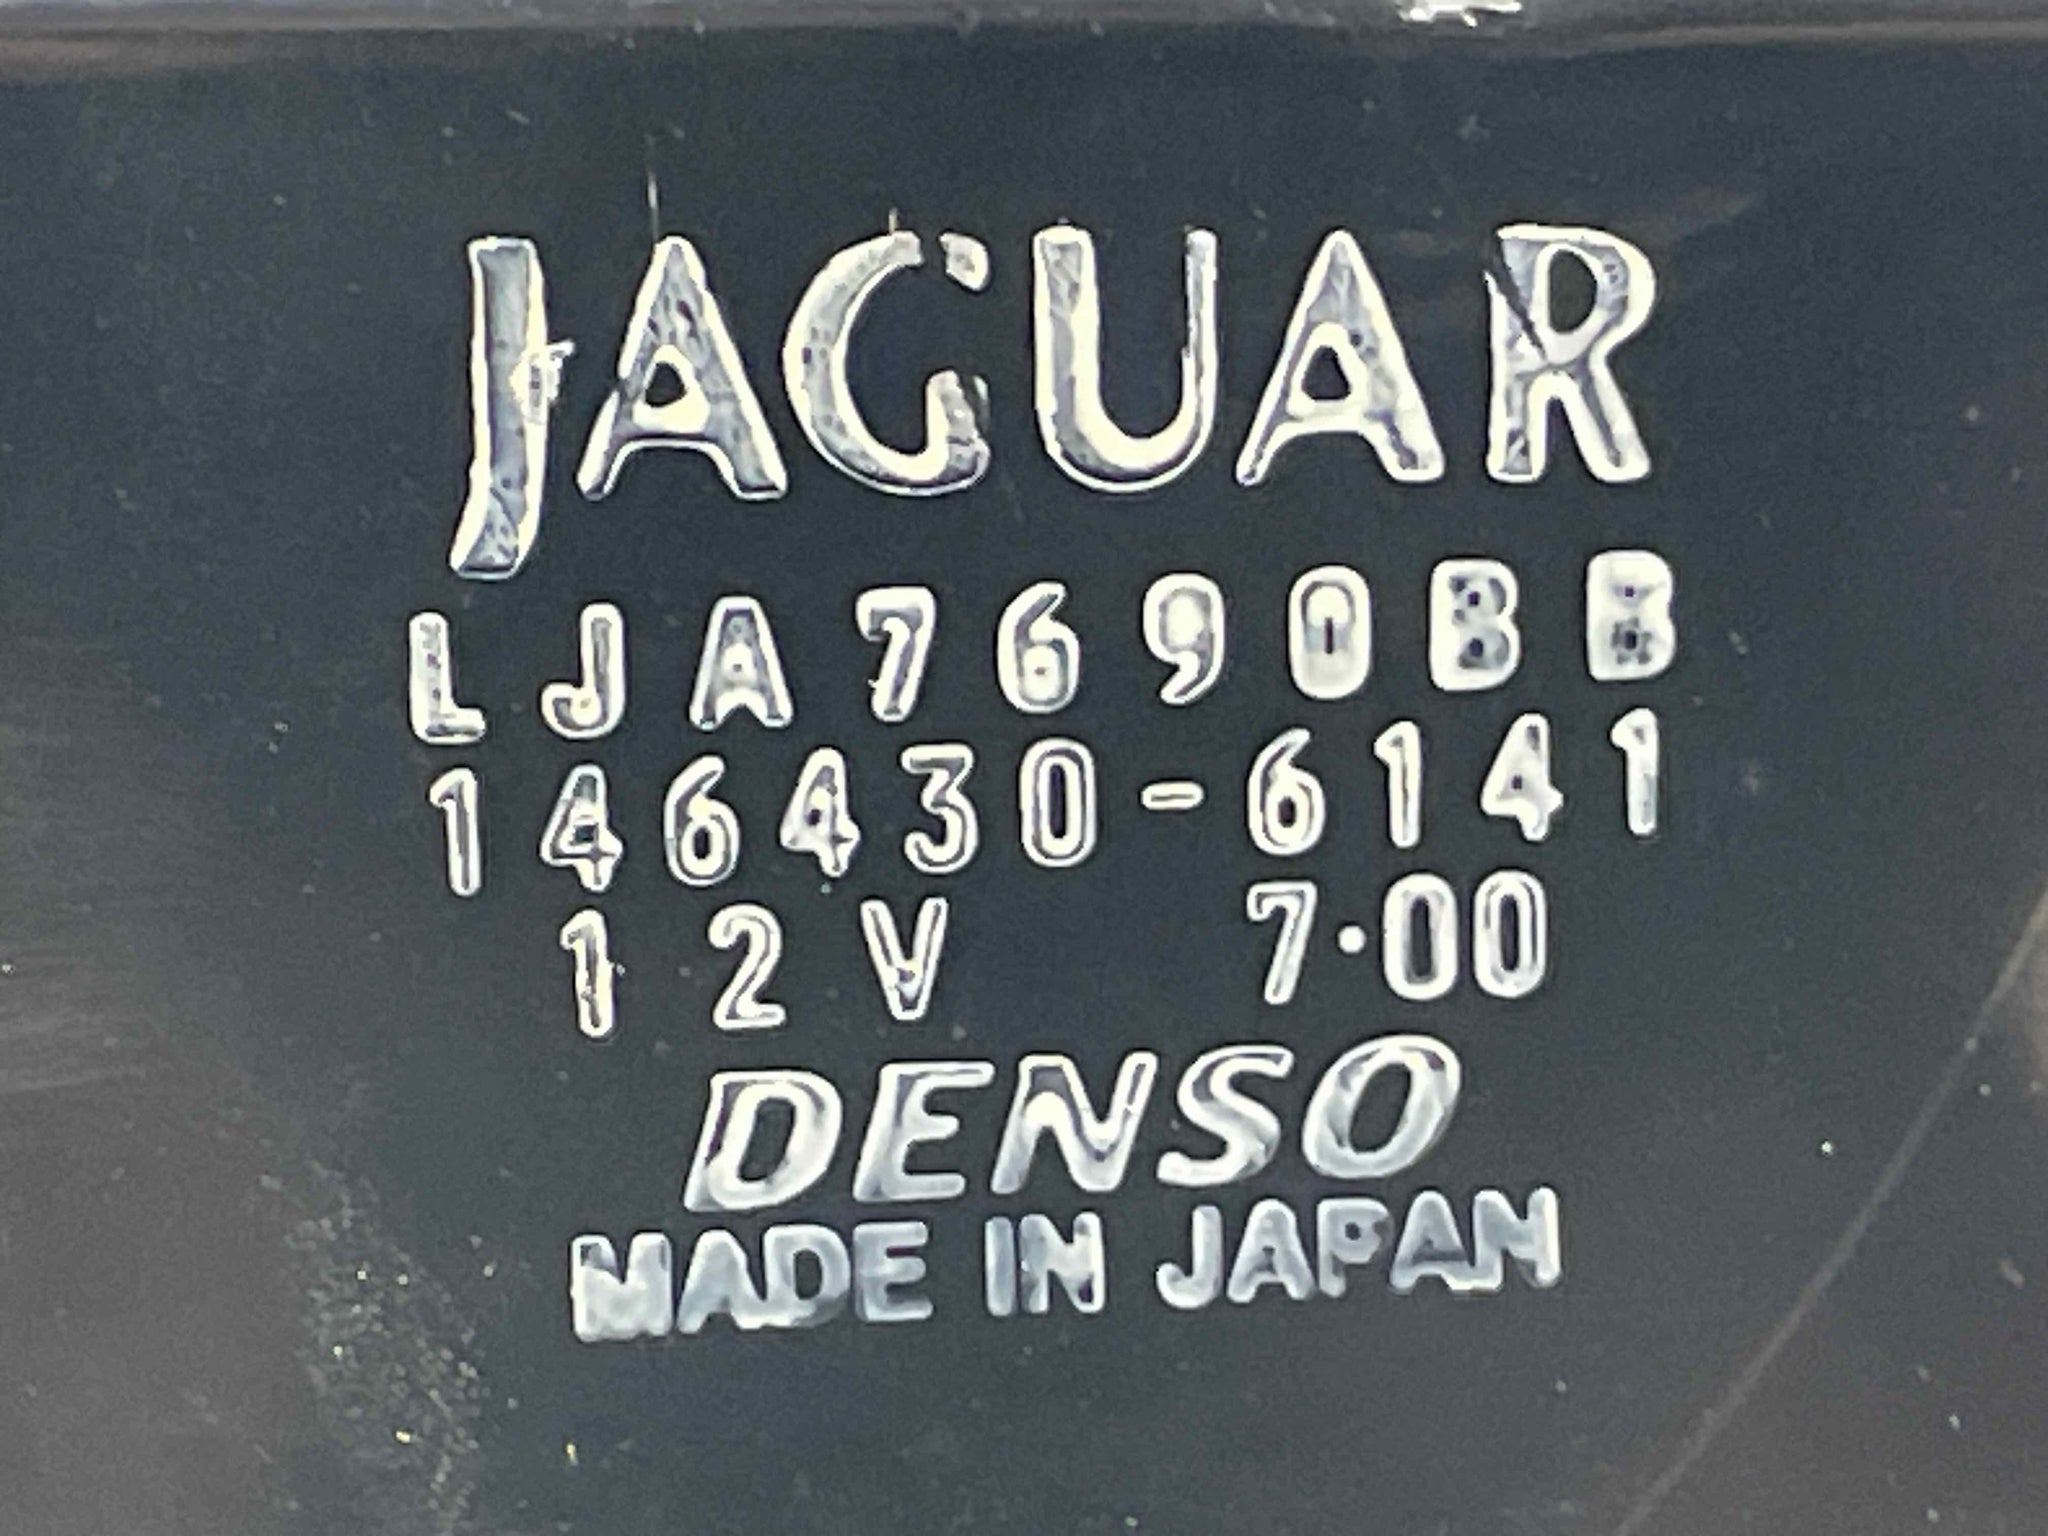 JAGUAR
LJA7690BB
146430-6141
12V 7·00
DENSO
MADE IN JAPAN